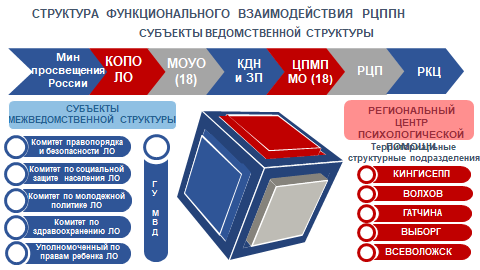 СТРУКТУРА ФУНКЦИОНАЛЬНОГО ВЗАИМОДЕЙСТВИЯ РЦППН
СУБЪЕКТЫ ВЕДОМСТВЕННОЙ СТРУКТУРЫ
Мин
просвещения
России
КОПО
ЛО
МОУО
(18)
КДН
и ЗП
ЦПМП
МО (18)
РЦП
РКЦ
СУБЪЕКТЫ
МЕЖВЕДОМСТВЕННОЙ СТРУКТУРЫ
Комитет правопорядка
и безопасности ЛО
Комитет по социальной
защите населения ЛО
Комитет по молодежной
политике ЛО
Комитет по
здравоохранению ЛО
Уполномоченный по
правам ребенка ЛО
ГУ МВД
РЕГИОНАЛЬНЫЙ
ЦЕНТР
ПСИХОЛОГИЧЕСКОЙ
ПОМОЩИ
Территориальные
структурные подразделения
КИНГИСЕПП
ВОЛХОВ
ГАТЧИНА
ВЫБОРГ
ВСЕВОЛОЖСК